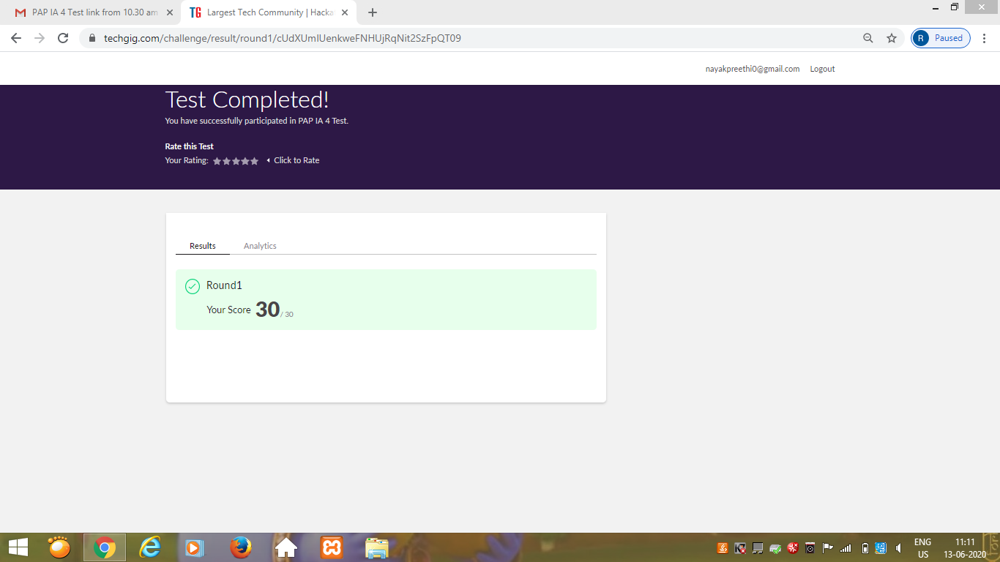 PAP IA 4 Test link from 10.30 am
TG Largest Tech Community | Hacka
techgig.com/challenge/result/round1/cUdXUmlUenkweFNHUjRqNit2SzFpQT09
R Paused
nayakpreethi0@gmail.com Logout
Test Completed!
You have successfully participated in PAP IA 4 Test.
Rate this Test
Your Rating: Click to Rate
Results Analytics
Round1
Your Score 30 / 30
ENG 11:11
US 13-06-2020